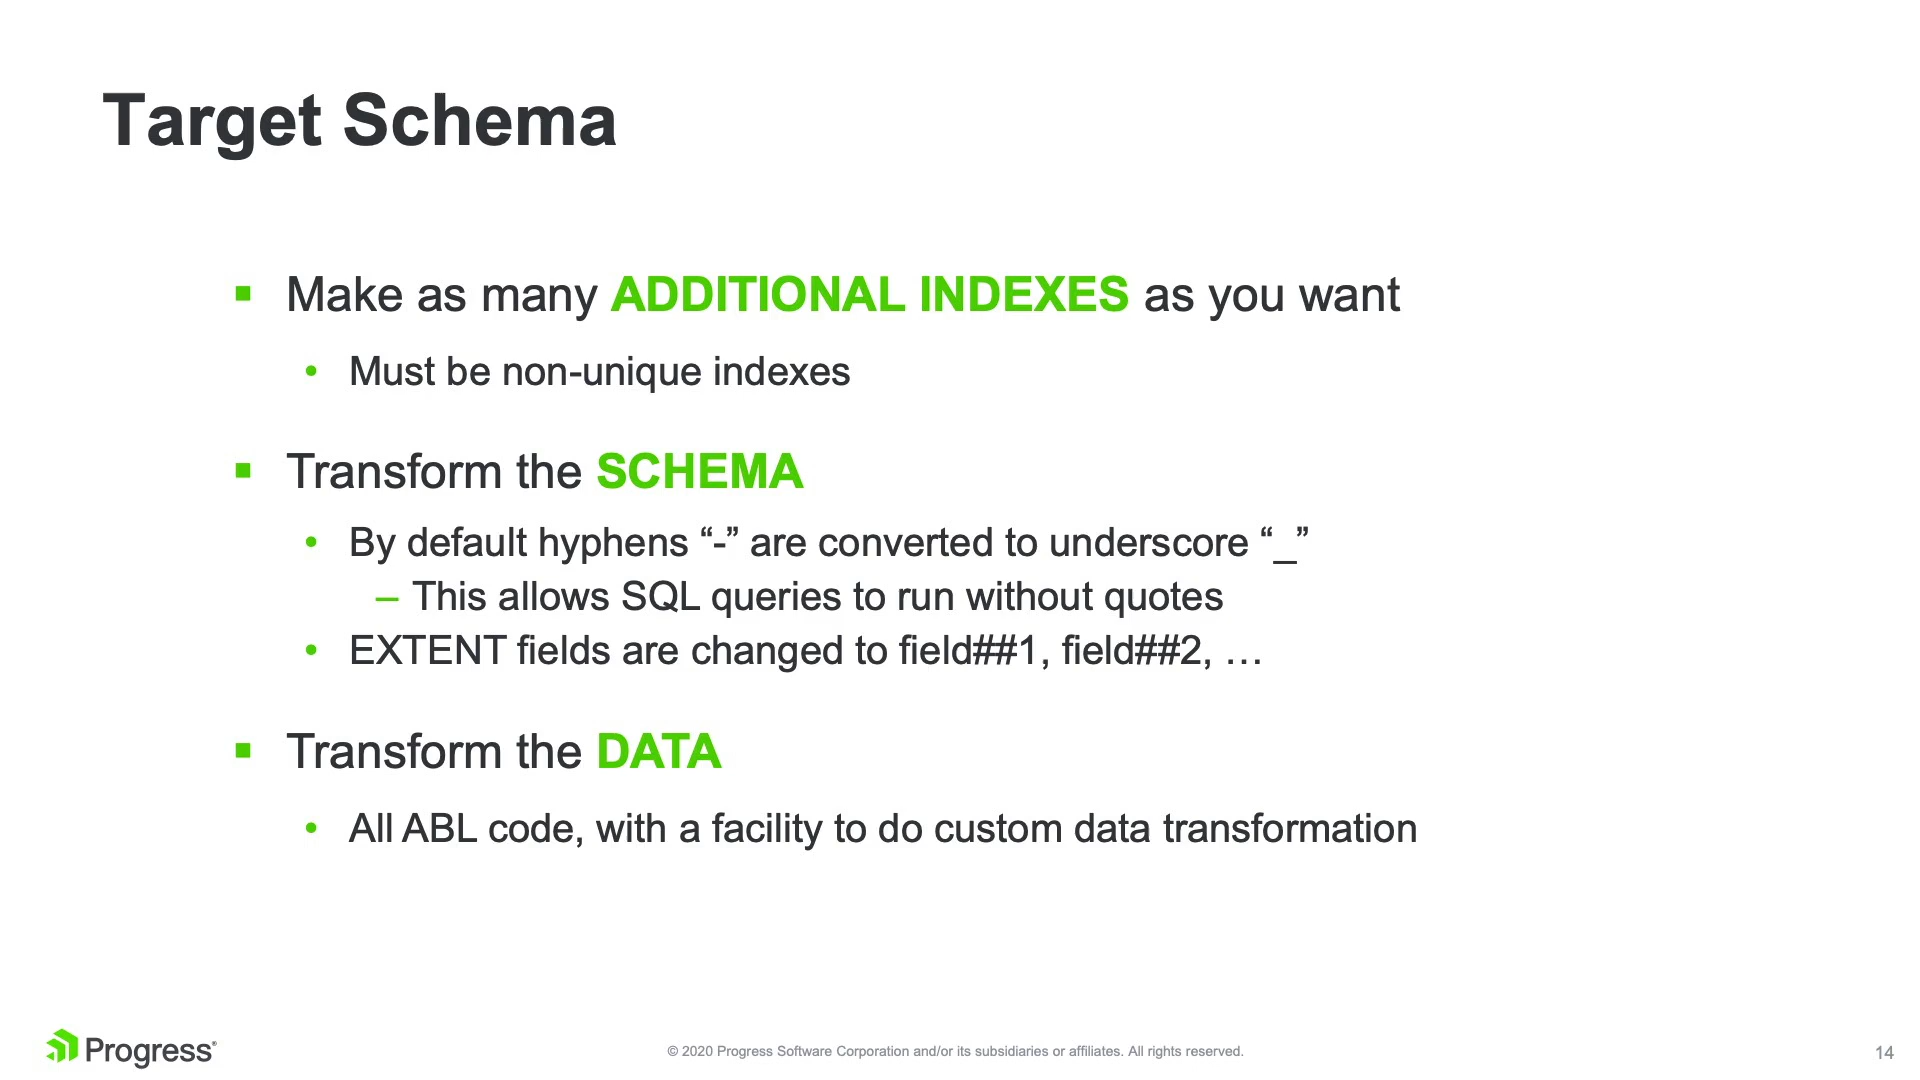 Target Schema
▪ Make as many ADDITIONAL INDEXES as you want
• Must be non-unique indexes
▪ Transform the SCHEMA
• By default hyphens “-” are converted to underscore “_”
– This allows SQL queries to run without quotes
• EXTENT fields are changed to field##1, field##2, …
▪ Transform the DATA
• All ABL code, with a facility to do custom data transformation
Progress®
© 2020 Progress Software Corporation and/or its subsidiaries or affiliates. All rights reserved.
14